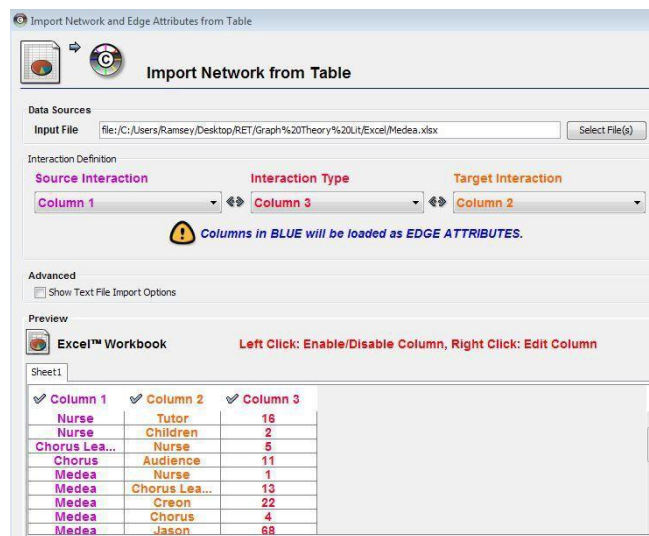 Import Network and Edge Attributes from Table
Import Network from Table
Data Sources
Input File file:/C:/Users/Ramsey/Desktop/RET/Graph%20Theory%20Lit/Excel/Medea.xlsx Select File(s)
Interaction Definition
Source Interaction Interaction Type Target Interaction
Column 1 Column 3 Column 2
Columns in BLUE will be loaded as EDGE ATTRIBUTES.
Advanced
Show Text File Import Options
Preview
Excel™ Workbook Left Click: Enable/Disable Column, Right Click: Edit Column
Sheet1
Column 1 Column 2 Column 3
Nurse Tutor 16
Nurse Children 2
Chorus Lea... Nurse 5
Chorus Audience 11
Medea Nurse 1
Medea Chorus Lea... 13
Medea Creon 22
Medea Chorus 4
Medea Jason 68